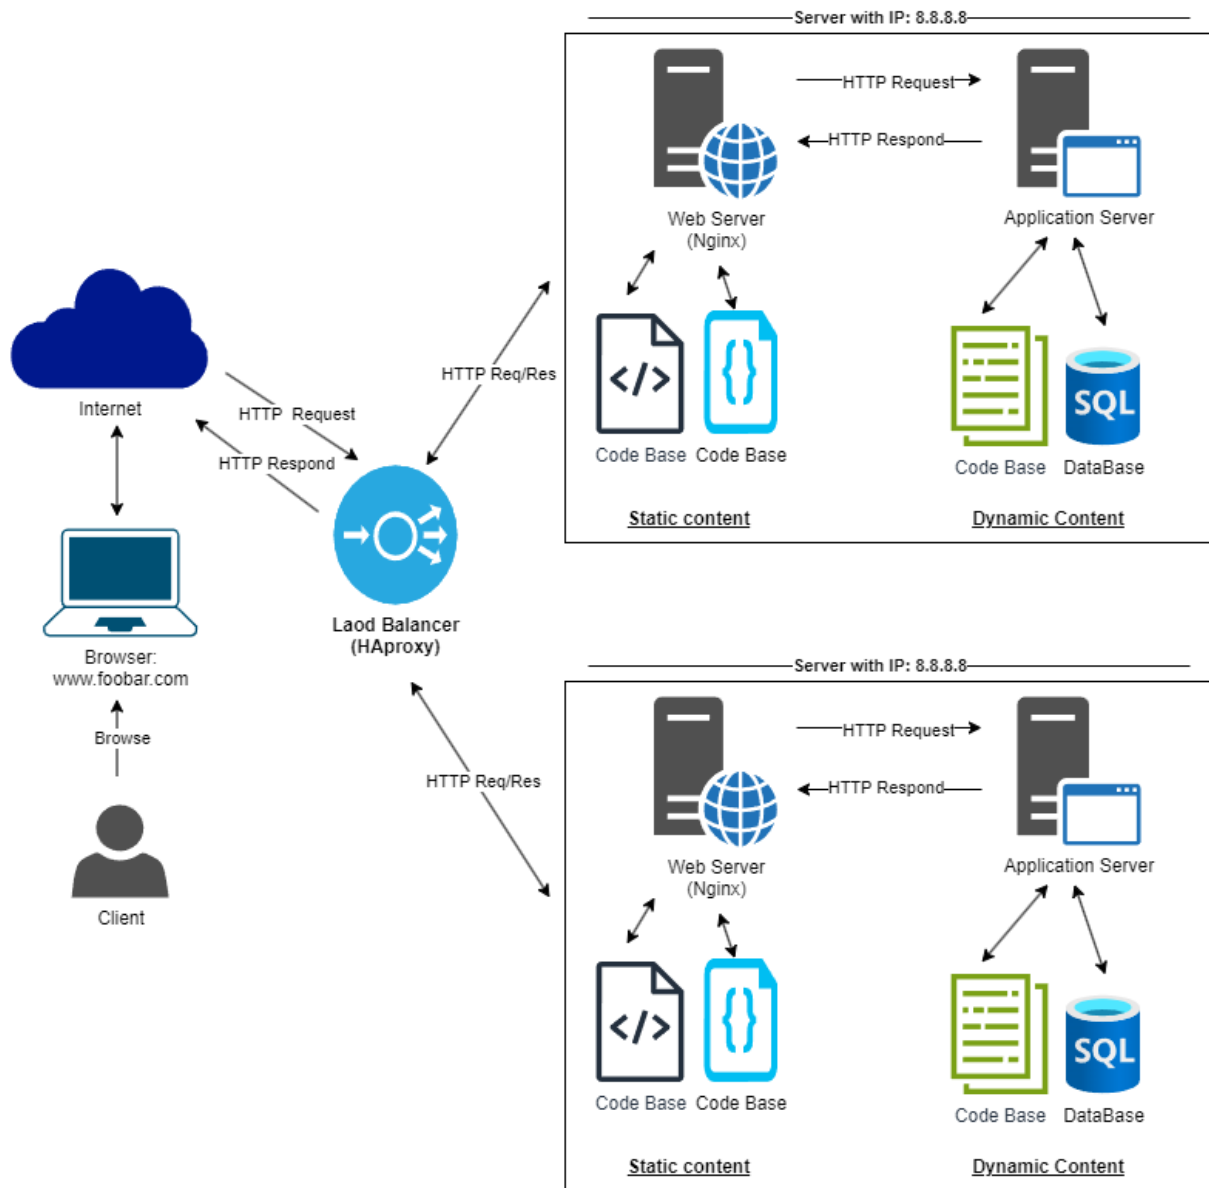 Server with IP: 8.8.8.8
HTTP Request
HTTP Respond
Web Server
(Nginx)
Application Server
</>
{}
SQL
Code Base
Code Base
Code Base
DataBase
Static content
Dynamic Content
Internet
HTTP Request
HTTP Respond
HTTP Req/Res
Laod Balancer
(HAproxy)
Browser:
www.foobar.com
Browse
Client
HTTP Req/Res
Server with IP: 8.8.8.8
HTTP Request
HTTP Respond
Web Server
(Nginx)
Application Server
</>
{}
SQL
Code Base
Code Base
Code Base
DataBase
Static content
Dynamic Content